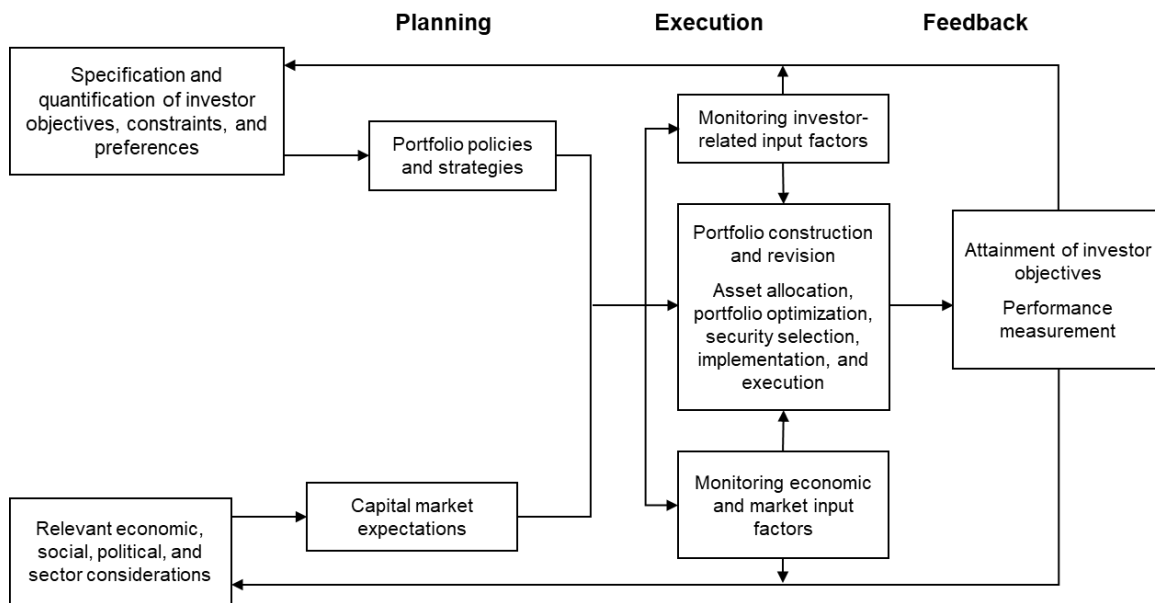 Planning
Execution
Feedback
Specification and
quantification of investor
objectives, constraints, and
preferences
Portfolio policies
and strategies
Monitoring investor-
related input factors
Portfolio construction
and revision
Asset allocation,
portfolio optimization,
security selection,
implementation, and
execution
Attainment of investor
objectives
Performance
measurement
Relevant economic,
social, political, and
sector considerations
Capital market
expectations
Monitoring economic
and market input
factors